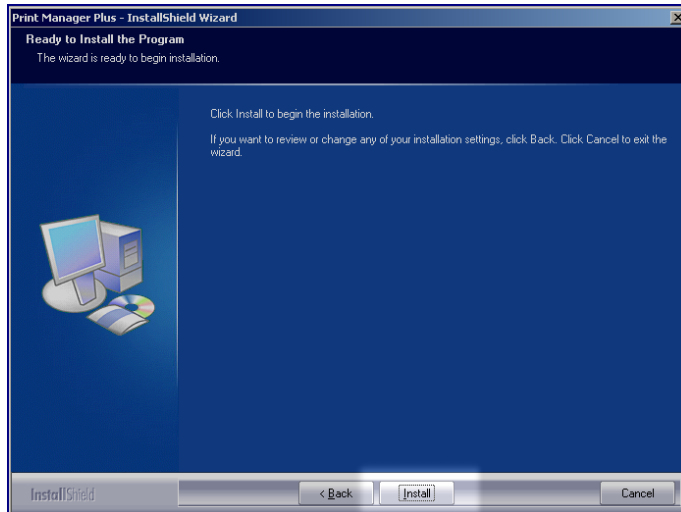 Print Manager Plus - InstallShield Wizard
Ready to Install the Program
The wizard is ready to begin installation.
Click Install to begin the installation.
If you want to review or change any of your installation settings, click Back. Click Cancel to exit the
wizard.
InstallShield
< Back
Install
Cancel